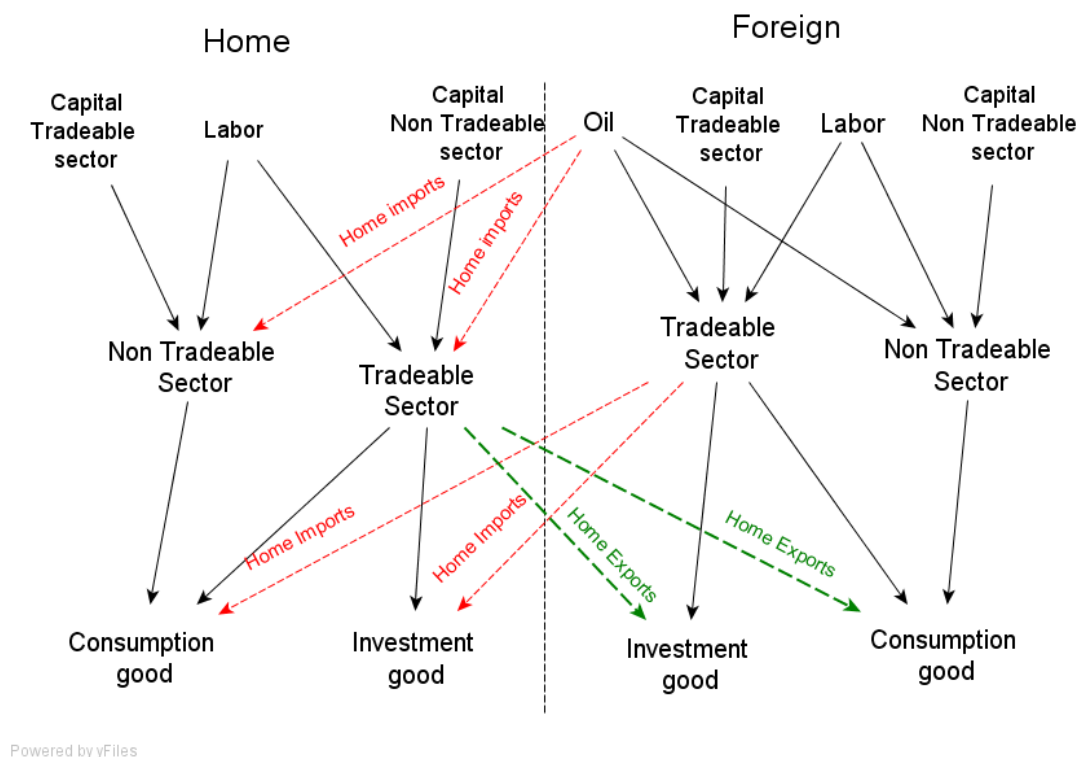 Home
Foreign
Capital
Tradeable
sector
Labor
Capital
Non Tradeable
sector
Oil
Capital
Tradeable
sector
Labor
Capital
Non Tradeable
sector
Home imports
Home imports
Non Tradeable
Sector
Tradeable
Sector
Tradeable
Sector
Non Tradeable
Sector
Home Imports
Home Imports
Home Exports
Home Exports
Consumption
good
Investment
good
Investment
good
Consumption
good
Powered by yFiles